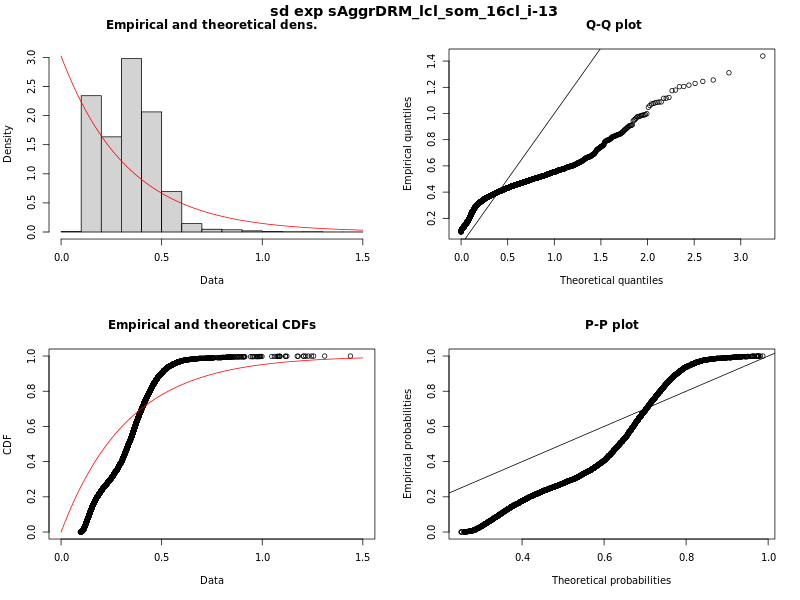 sd exp sAggrDRM_lcl_som_16cl_i-13
Empirical and theoretical dens.
Density
0.0 0.5 1.0 1.5 2.0 2.5 3.0
0.0 0.5 1.0 1.5
Data
Q-Q plot
Empirical quantiles
0.2 0.4 0.6 0.8 1.0 1.2 1.4
0.0 0.5 1.0 1.5 2.0 2.5 3.0
Theoretical quantiles
Empirical and theoretical CDFs
CDF
0.0 0.2 0.4 0.6 0.8 1.0
0.0 0.5 1.0 1.5
Data
P-P plot
Empirical probabilities
0.0 0.2 0.4 0.6 0.8 1.0
0.4 0.6 0.8 1.0
Theoretical probabilities